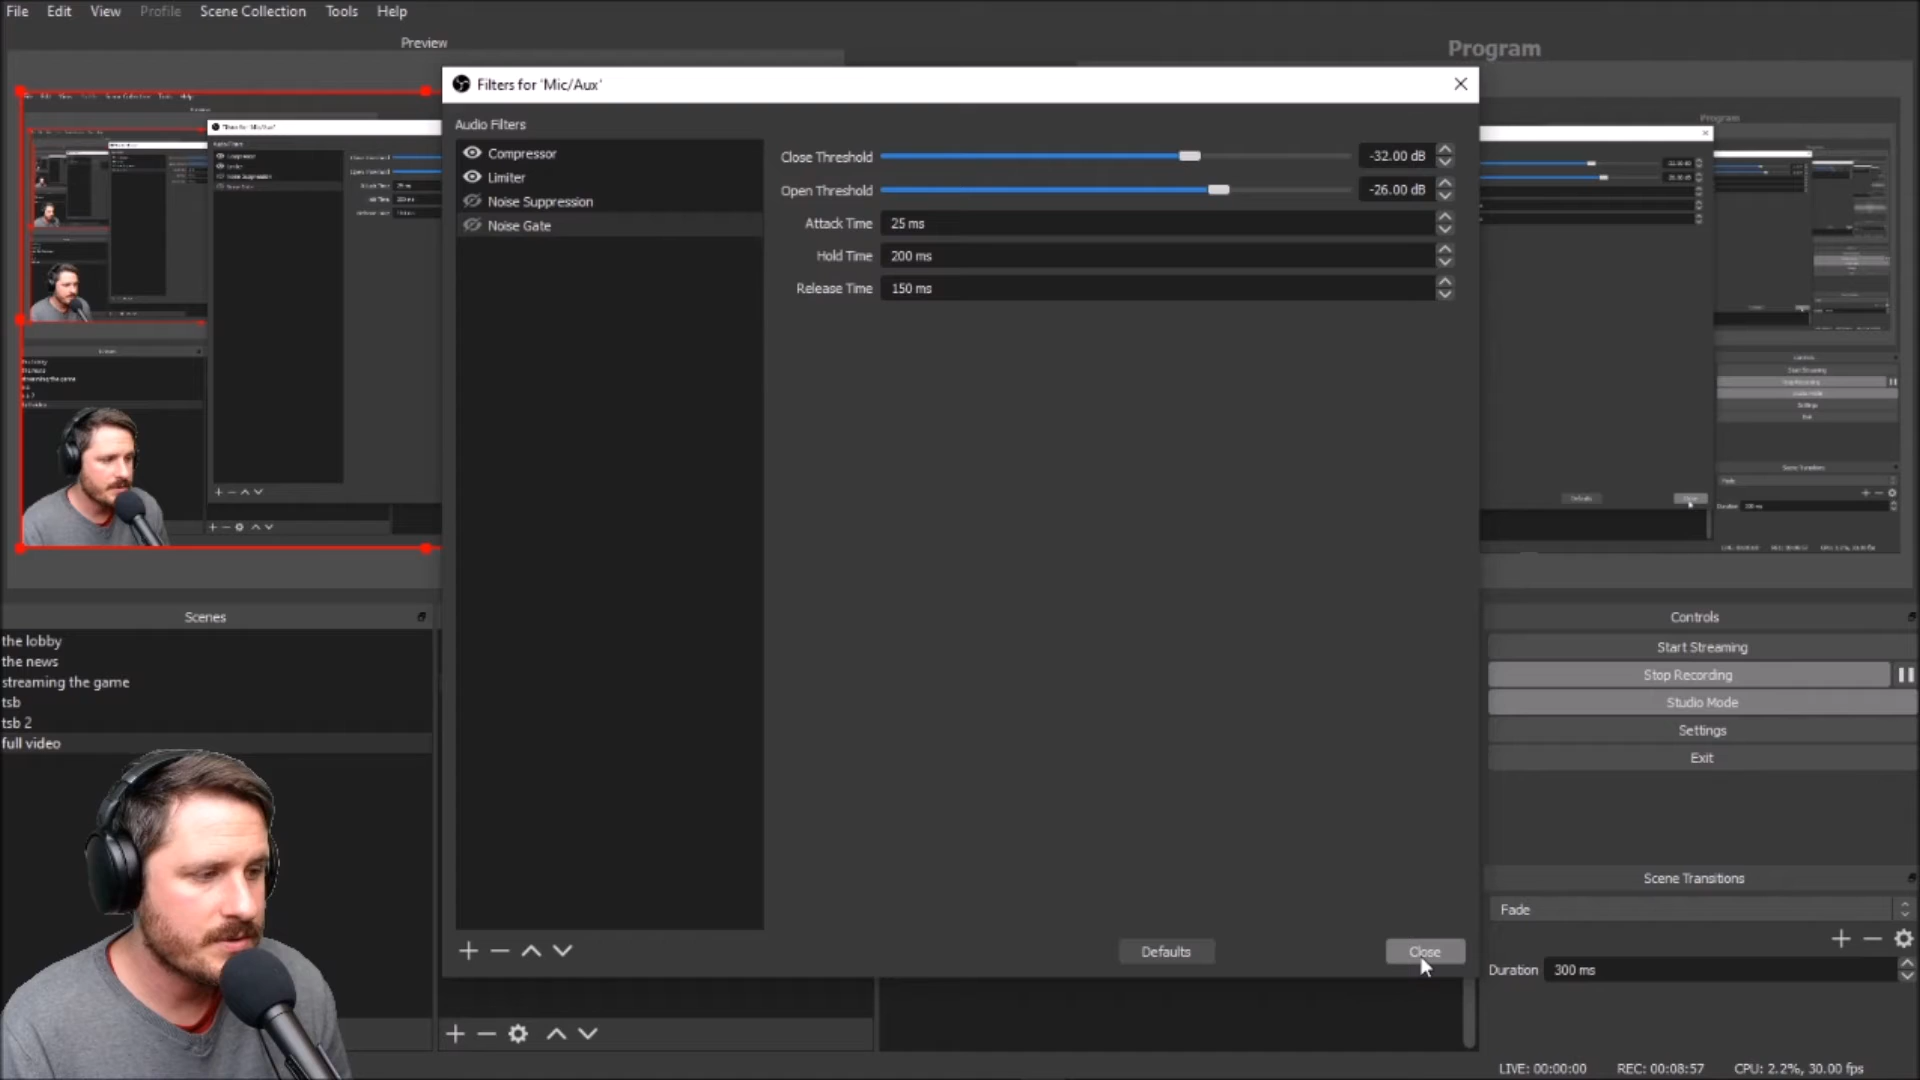 File Edit View Profile Scene Collection Tools Help
Preview
Program
Filters for 'Mic/Aux'
Audio Filters
Compressor
Limiter
Noise Suppression
Noise Gate
Close Threshold -32.00 dB
Open Threshold -26.00 dB
Attack Time 25 ms
Hold Time 200 ms
Release Time 150 ms
Defaults Close
Program
Scenes
the lobby
the news
streaming the game
tsb
tsb 2
full video
Controls
Start Streaming
Stop Recording
Studio Mode
Settings
Exit
Scene Transitions
Fade
Duration 300 ms
LIVE: 00:00:00 REC: 00:08:57 CPU: 2.2%, 30.00 fps